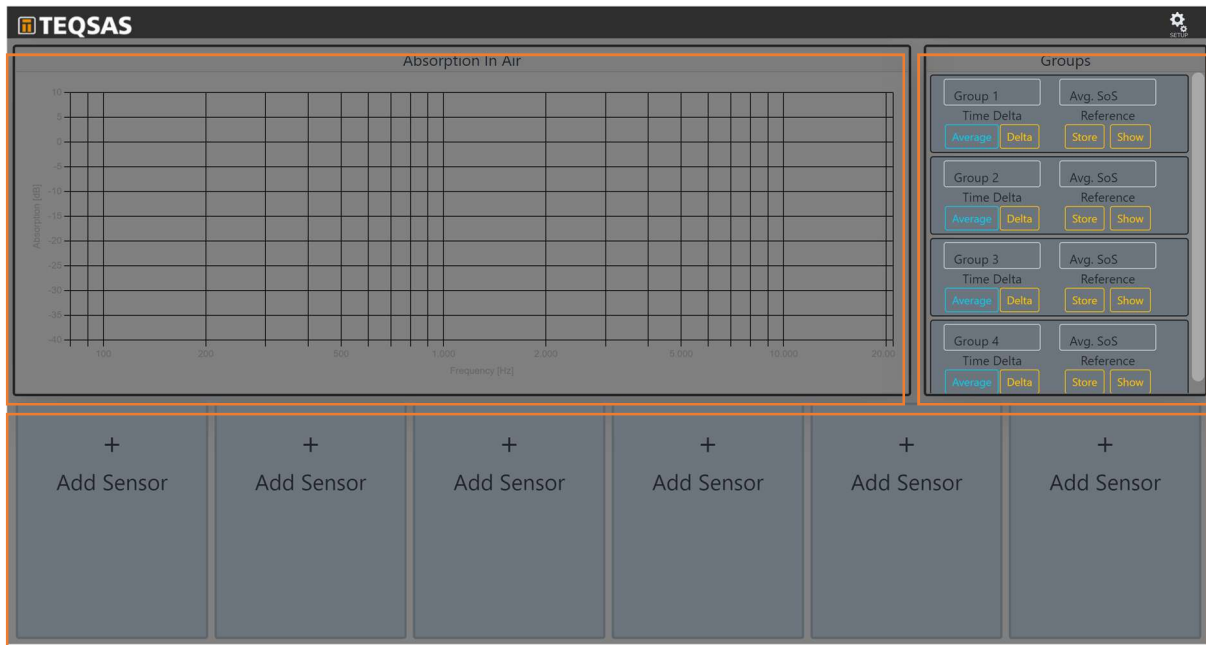 TEQSAS
SETUP
Absorption In Air
10
5
0
-5
-10
-15
-20
-25
-30
-35
-40
Absorption [dB]
100 200 500 1.000 2.000 5.000 10.000 20.00
Frequency [Hz]
Groups
Group 1 Avg. SoS
Time Delta Reference
Average Delta Store Show
Group 2 Avg. SoS
Time Delta Reference
Average Delta Store Show
Group 3 Avg. SoS
Time Delta Reference
Average Delta Store Show
Group 4 Avg. SoS
Time Delta Reference
Average Delta Store Show
+ + + + + +
Add Sensor Add Sensor Add Sensor Add Sensor Add Sensor Add Sensor